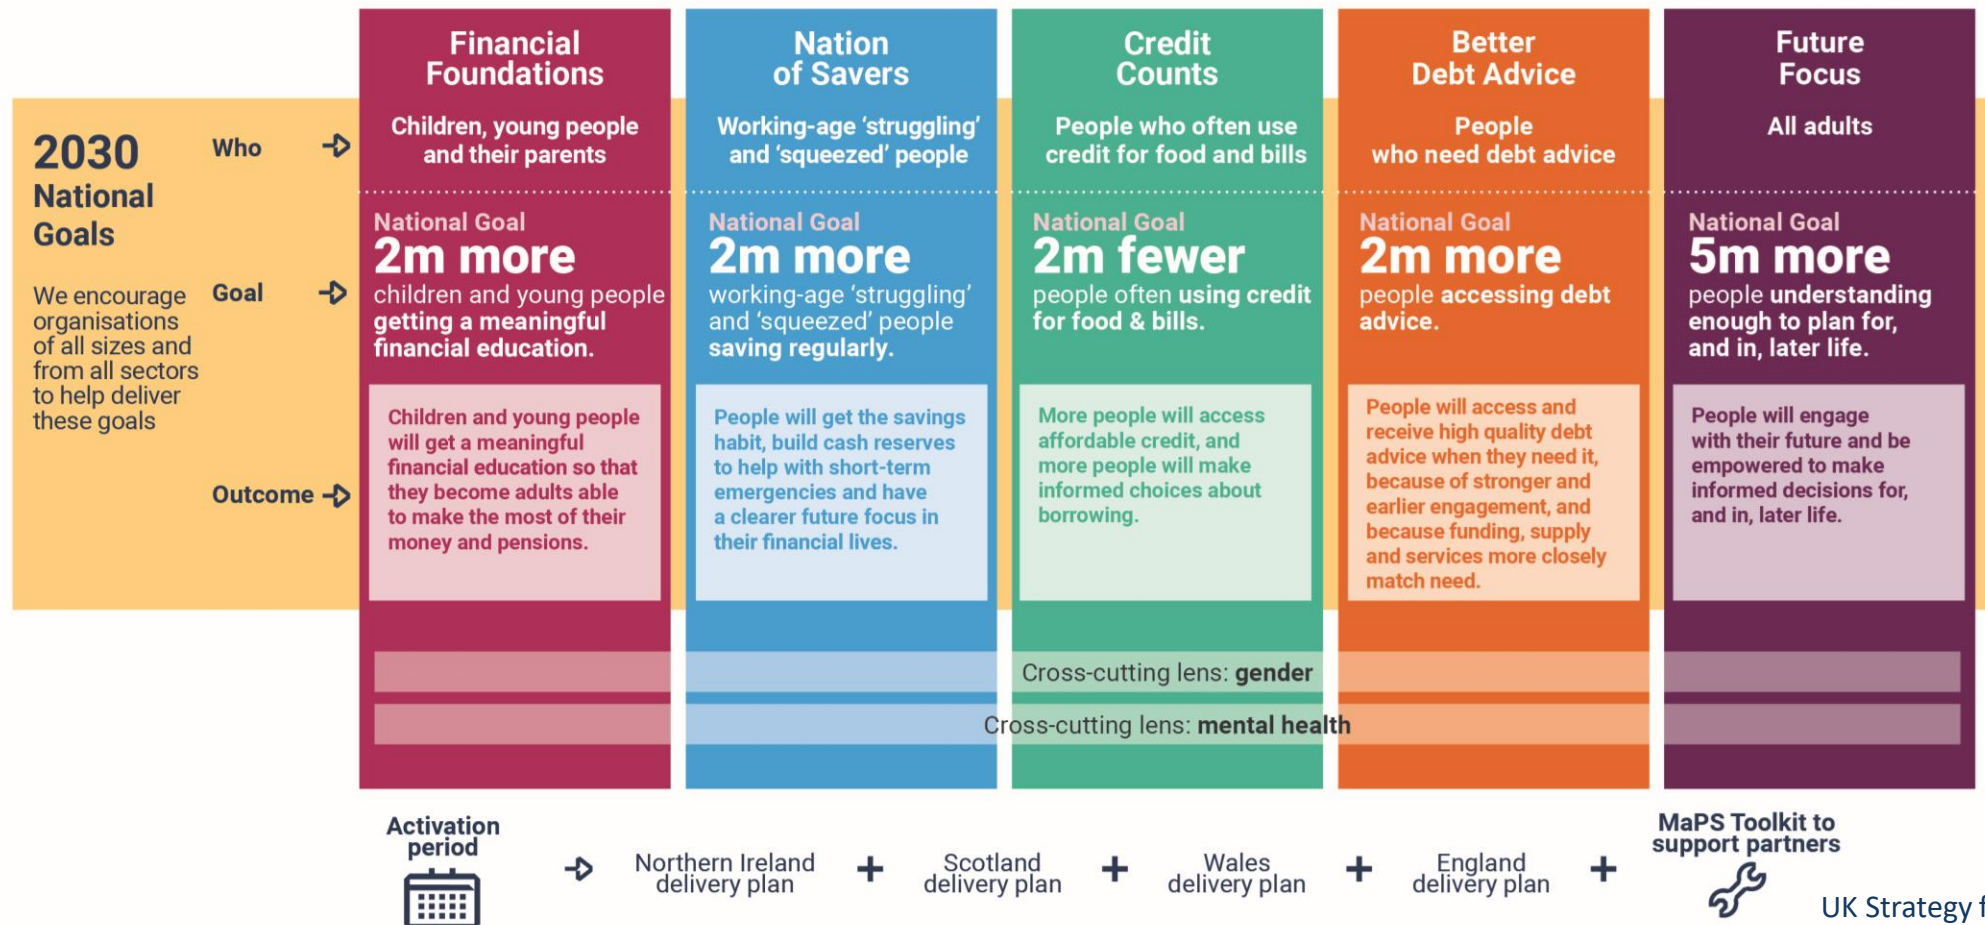 2030
National
Goals
We encourage
organisations
of all sizes and
from all sectors
to help deliver
these goals
Who
Goal
Outcome
Financial
Foundations
Children, young people
and their parents
National Goal
2m more
children and young people
getting a meaningful
financial education.
Children and young people
will get a meaningful
financial education so that
they become adults able
to make the most of their
money and pensions.
Nation
of Savers
Working-age ‘struggling’
and ‘squeezed’ people
National Goal
2m more
working-age ‘struggling’
and ‘squeezed’ people
saving regularly.
People will get the savings
habit, build cash reserves
to help with short-term
emergencies and have
a clearer future focus in
their financial lives.
Credit
Counts
People who often use
credit for food and bills
National Goal
2m fewer
people often using credit
for food & bills.
More people will access
affordable credit, and
more people will make
informed choices about
borrowing.
Better
Debt Advice
People
who need debt advice
National Goal
2m more
people accessing debt
advice.
People will access and
receive high quality debt
advice when they need it,
because of stronger and
earlier engagement, and
because funding, supply
and services more closely
match need.
Future
Focus
All adults
National Goal
5m more
people understanding
enough to plan for,
and in, later life.
People will engage
with their future and be
empowered to make
informed decisions for,
and in, later life.
Cross-cutting lens: gender
Cross-cutting lens: mental health
Activation
period
Northern Ireland
delivery plan
+
Scotland
delivery plan
+
Wales
delivery plan
+
England
delivery plan
+
MaPS Toolkit to
support partners
UK Strategy f